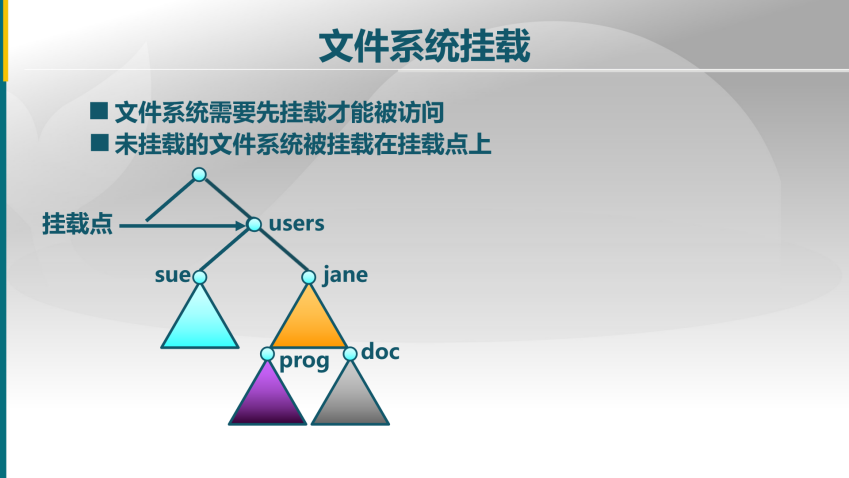 文件系统挂载
■ 文件系统需要先挂载才能被访问
■ 未挂载的文件系统被挂载在挂载点上
挂载点
users
sue
jane
prog
doc